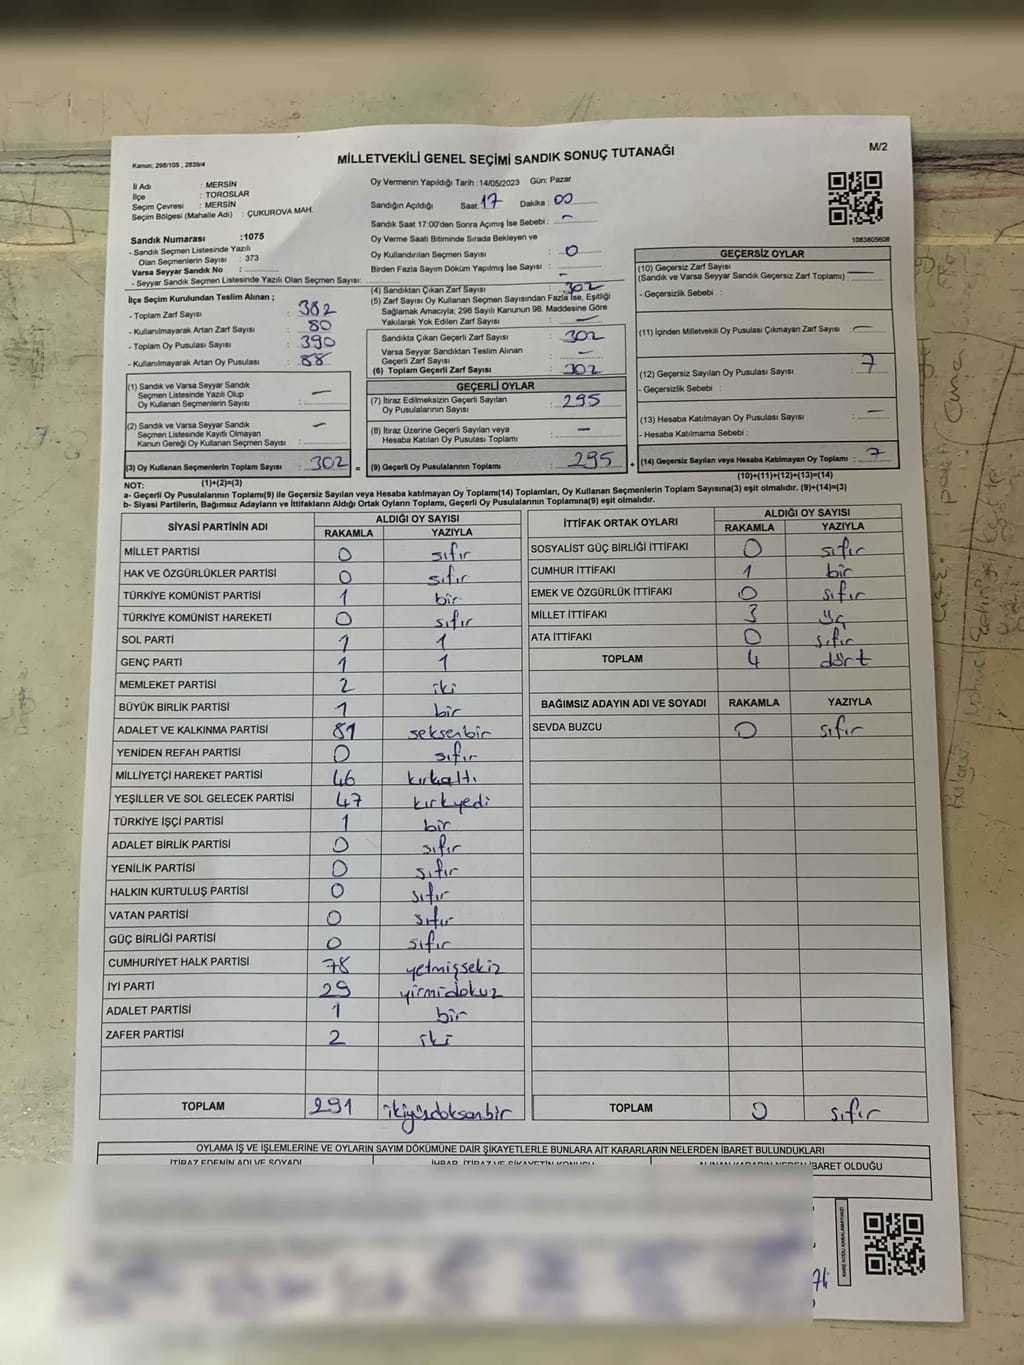 Kanun; 298/105 , 2839/4
MİLLETVEKİLİ GENEL SEÇİMİ SANDIK SONUÇ TUTANAĞI
M/2
İl Adı : MERSİN
İlçe : TOROSLAR
Seçim Çevresi : MERSİN
Seçim Bölgesi (Mahalle Adı) : ÇUKUROVA MAH.
Sandık Numarası :1075
- Sandık Seçmen Listesinde Yazılı
Olan Seçmenlerin Sayısı : 373
Varsa Seyyar Sandık No :
- Seyyar Sandık Seçmen Listesinde Yazılı Olan Seçmen Sayısı:
Oy Vermenin Yapıldığı Tarih :14/05/2023 Gün: Pazar
Sandığın Açıldığı Saat: 17 Dakika: 00
Sandık Saat 17:00'den Sonra Açımış İse Sebebi : -
Oy Verme Saati Bitiminde Sırada Bekleyen ve
Oy Kullandırılan Seçmen Sayısı : 0
Birden Fazla Sayım Dökümü Yapılmış İse Sayısı : -
1083805606
İlçe Seçim Kurulundan Teslim Alınan ;
- Toplam Zarf Sayısı : 382
- Kullanılmayarak Artan Zarf Sayısı : 80
- Toplam Oy Pusulası Sayısı : 390
- Kullanılmayarak Artan Oy Pusulası : 88
(1) Sandık ve Varsa Seyyar Sandık
Seçmen Listesinde Yazılı Olup
Oy Kullanan Seçmenlerin Sayısı : -
(2) Sandık ve Varsa Seyyar Sandık
Seçmen Listesinde Kayıtlı Olmayan
Kanun Gereği Oy Kullanan Seçmen Sayısı : -
(3) Oy Kullanan Seçmenlerin Toplam Sayısı : 302 =
(1)+(2)=(3)
(4) Sandıktan Çıkan Zarf Sayısı : 302
(5) Zarf Sayısı Oy Kullanan Seçmen Sayısından Fazla İse, Eşitliği
Sağlamak Amacıyla; 298 Sayılı Kanunun 98. Maddesine Göre
Yakılarak Yok Edilen Zarf Sayısı : -
Sandıkta Çıkan Geçerli Zarf Sayısı : 302
Varsa Seyyar Sandıktan Teslim Alınan
Geçerli Zarf Sayısı : -
(6) Toplam Geçerli Zarf Sayısı : 302
GEÇERLİ OYLAR
(7) İtiraz Edilmeksizin Geçerli Sayılan
Oy Pusulalarının Sayısı : 295
(8) İtiraz Üzerine Geçerli Sayılan veya
Hesaba Katılan Oy Pusulası Toplamı : -
(9) Geçerli Oy Pusulalarının Toplamı : 295 +
GEÇERSİZ OYLAR
(10) Geçersiz Zarf Sayısı
(Sandık ve Varsa Seyyar Sandık Geçersiz Zarf Toplamı) : -
- Geçersizlik Sebebi :
(11) İçinden Milletvekili Oy Pusulası Çıkmayan Zarf Sayısı : -
(12) Geçersiz Sayılan Oy Pusulası Sayısı : 7
- Geçersizlik Sebebi :
(13) Hesaba Katılmayan Oy Pusulası Sayısı : -
- Hesaba Katılmama Sebebi :
(14) Geçersiz Sayılan veya Hesaba Katılmayan Oy Toplamı : 7
(10)+(11)+(12)+(13)=(14)
NOT:
a- Geçerli Oy Pusulalarının Toplamı(9) ile Geçersiz Sayılan veya Hesaba katılmayan Oy Toplamı(14) Toplamları, Oy Kullanan Seçmenlerin Toplam Sayısına(3) eşit olmalıdır. (9)+(14)=(3)
b- Siyasi Partilerin, Bağımsız Adayların ve İttifakların Aldığı Ortak Oyların Toplamı, Geçerli Oy Pusulalarının Toplamına(9) eşit olmalıdır.
SİYASİ PARTİNİN ADI ALDIĞI OY SAYISI
RAKAMLA YAZIYLA
MİLLET PARTİSİ 0 sıfır
HAK VE ÖZGÜRLÜKLER PARTİSİ 0 sıfır
TÜRKİYE KOMÜNİST PARTİSİ 1 bir
TÜRKİYE KOMÜNİST HAREKETİ 0 sıfır
SOL PARTİ 1 1
GENÇ PARTİ 1 1
MEMLEKET PARTİSİ 2 iki
BÜYÜK BİRLİK PARTİSİ 1 bir
ADALET VE KALKINMA PARTİSİ 81 seksenbir
YENİDEN REFAH PARTİSİ 0 sıfır
MİLLİYETÇİ HAREKET PARTİSİ 46 kırkaltı
YEŞİLLER VE SOL GELECEK PARTİSİ 47 kırkyedi
TÜRKİYE İŞÇİ PARTİSİ 1 bir
ADALET BİRLİK PARTİSİ 0 sıfır
YENİLİK PARTİSİ 0 sıfır
HALKIN KURTULUŞ PARTİSİ 0 sıfır
VATAN PARTİSİ 0 sıfır
GÜÇ BİRLİĞİ PARTİSİ 0 sıfır
CUMHURİYET HALK PARTİSİ 78 yetmişsekiz
İYİ PARTİ 29 yirmidokuz
ADALET PARTİSİ 1 bir
ZAFER PARTİSİ 2 iki
TOPLAM 291 ikiyüzdoksanbir
İTTİFAK ORTAK OYLARI ALDIĞI OY SAYISI
RAKAMLA YAZIYLA
SOSYALİST GÜÇ BİRLİĞİ İTTİFAKI 0 sıfır
CUMHUR İTTİFAKI 1 bir
EMEK VE ÖZGÜRLÜK İTTİFAKI 0 sıfır
MİLLET İTTİFAKI 3 üç
ATA İTTİFAKI 0 sıfır
TOPLAM 4 dört
BAĞIMSIZ ADAYIN ADI VE SOYADI RAKAMLA YAZIYLA
SEVDA BUZCU 0 sıfır
TOPLAM 0 sıfır
OYLAMA İŞ VE İŞLEMLERİNE VE OYLARIN SAYIM DÖKÜMÜNE DAİR ŞİKAYETLERLE BUNLARA AİT KARARLARIN NELERDEN İBARET BULUNDUKLARI
İTİRAZ EDENİN ADI VE SOYADI İHBAR, İTİRAZ VE ŞİKAYETİN KONUSU ALINAN KARARIN NEDEN İBARET OLDUĞU
KARE KODU KARALAMAYINIZ!